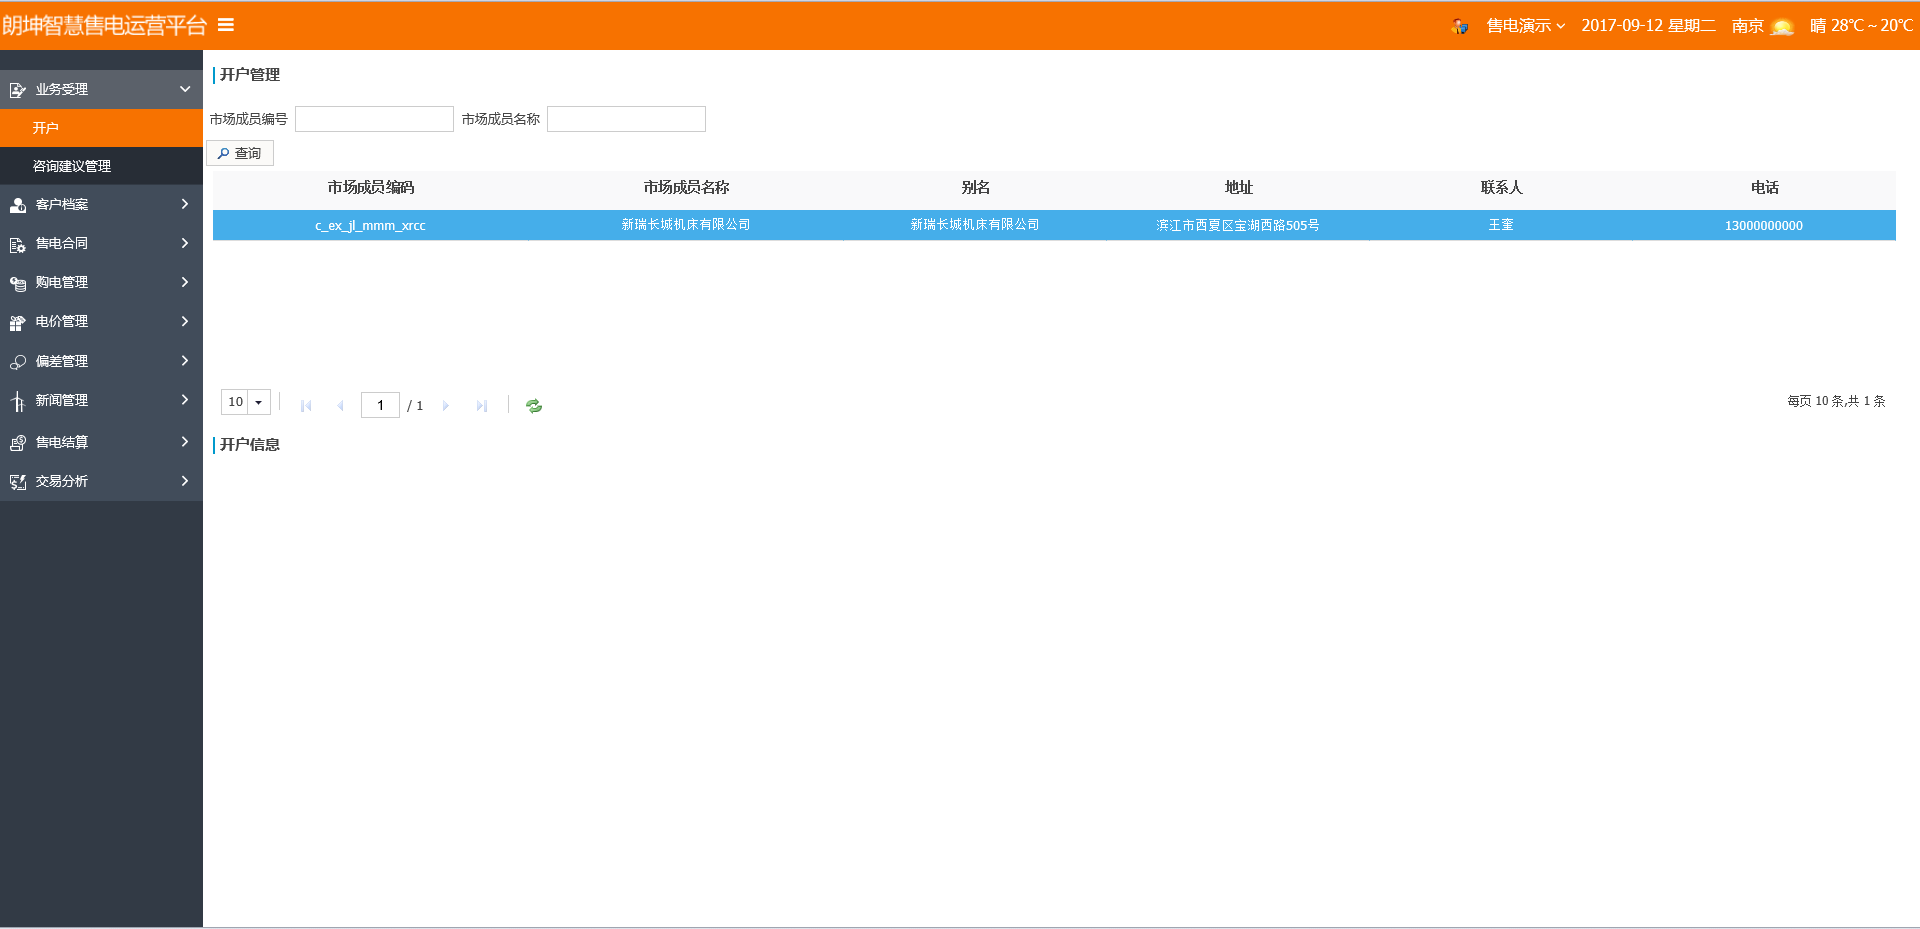 朗坤智慧售电运营平台
售电演示 2017-09-12 星期二 南京 晴 28℃～20℃
业务受理
开户
咨询建议管理
客户档案
售电合同
购电管理
电价管理
偏差管理
新闻管理
售电结算
交易分析
开户管理
市场成员编号 市场成员名称
查询
市场成员编码 市场成员名称 别名 地址 联系人 电话
c_ex_jl_mmm_xrcc 新瑞长城机床有限公司 新瑞长城机床有限公司 滨江市西夏区宝湖西路505号 王奎 13000000000
10 1 / 1 每页 10 条,共 1 条
开户信息